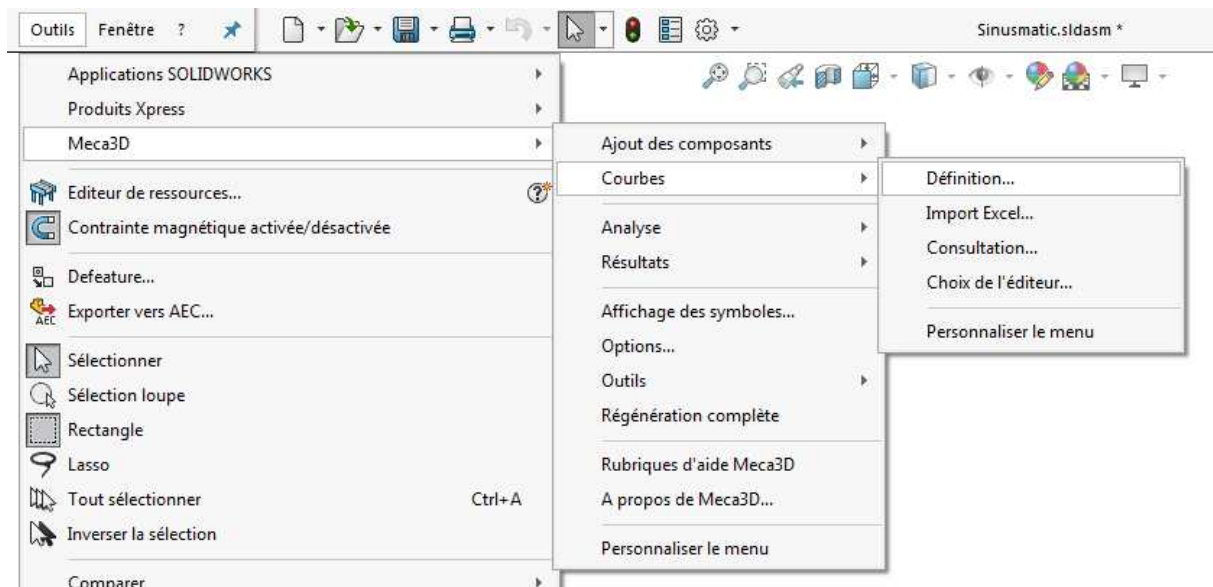 Outils Fenêtre ? Sinusmatic.sldasm *
Applications SOLIDWORKS
Produits Xpress
Meca3D
Editeur de ressources...
Contrainte magnétique activée/désactivée
Defeature...
AEC Exporter vers AEC...
Sélectionner
Sélection loupe
Rectangle
Lasso
Tout sélectionner Ctrl+A
Inverser la sélection
Comparer
Ajout des composants
Courbes
Analyse
Résultats
Affichage des symboles...
Options...
Outils
Régénération complète
Rubriques d'aide Meca3D
A propos de Meca3D...
Personnaliser le menu
Définition...
Import Excel...
Consultation...
Choix de l'éditeur...
Personnaliser le menu